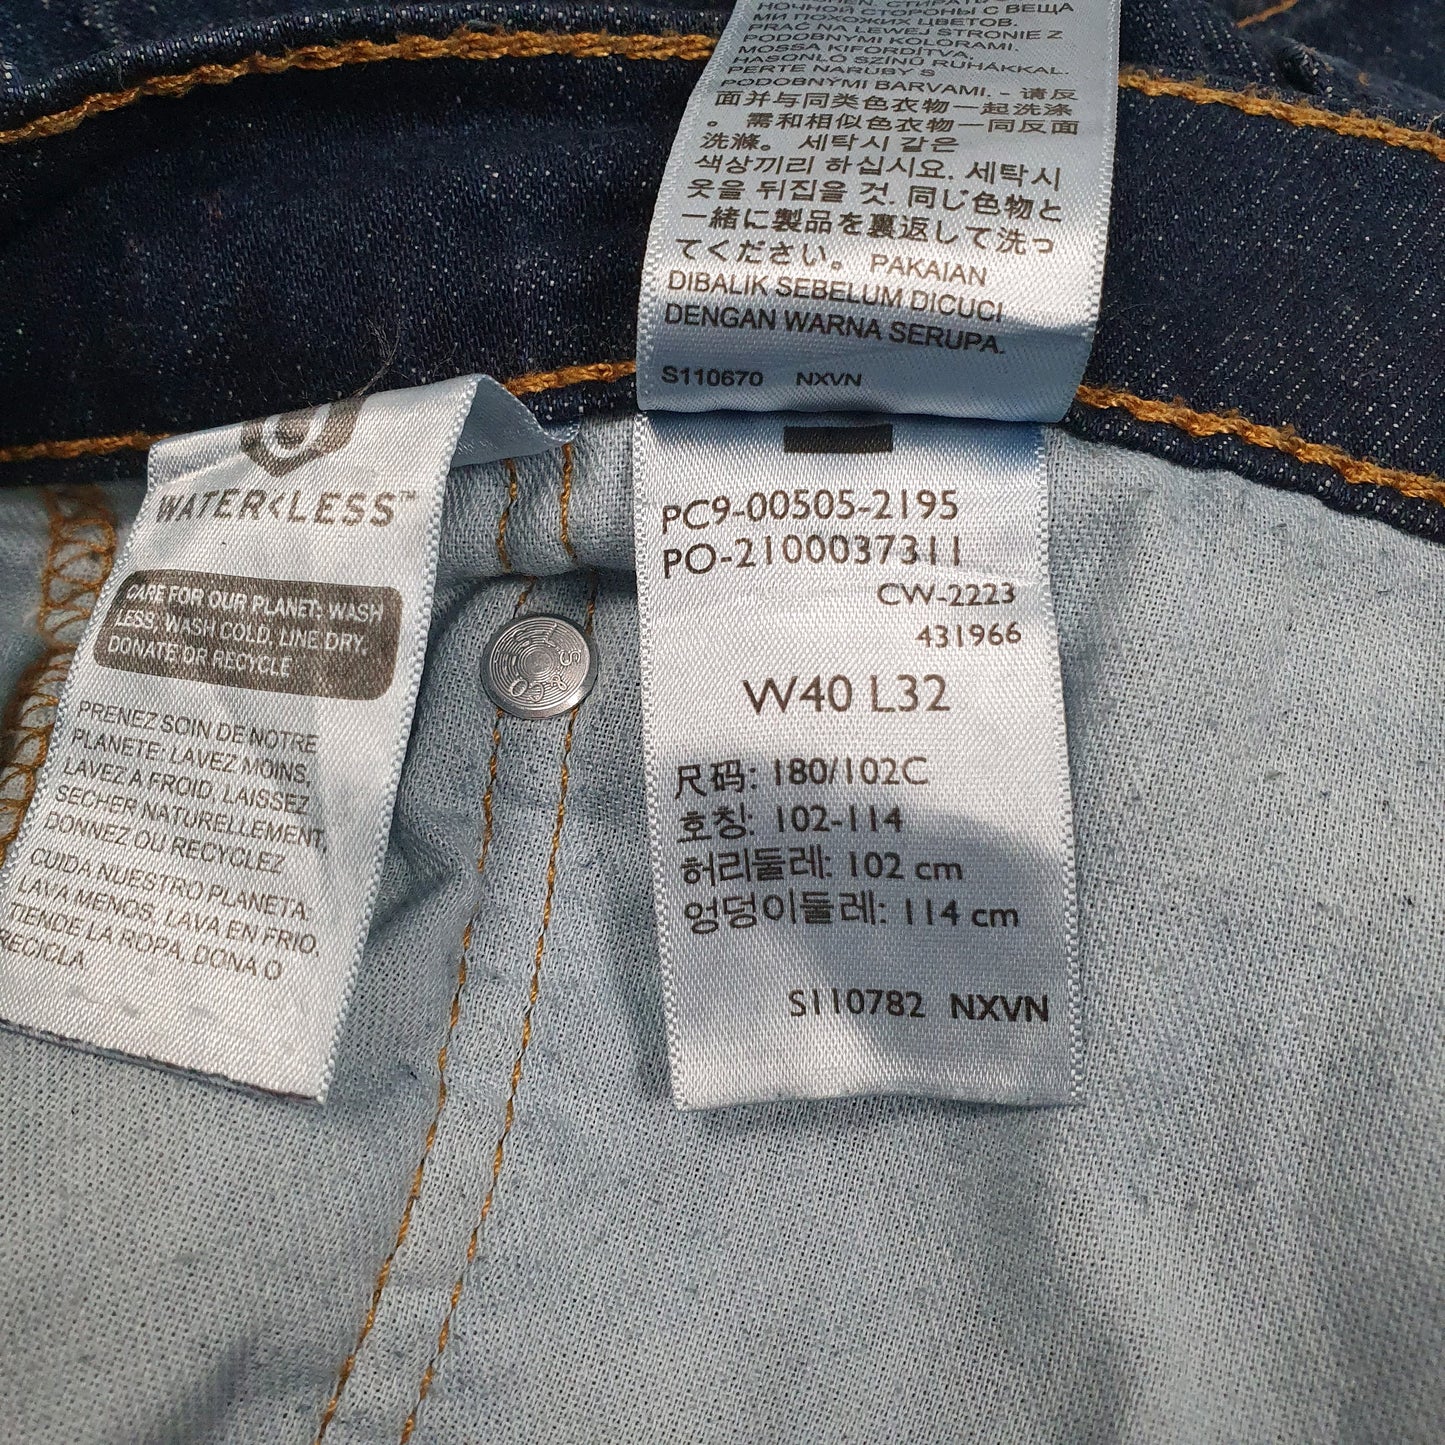 НОЧНОЙ СТОРОНЫ С ВЕЩА
МИ ПОХОЖИХ ЦВЕТОВ.
PRAĆ NA LEWEJ STRONIE Z
PODOBNYMI KOLORAMI.
MOSSA KIFORDÍTVA,
HASONLÓ SZÍNŰ RUHÁKKAL.
PERTE NARUBY S
PODOBNÝMI BARVAMI. - 请反
面并与同类色衣物一起洗涤
。需和相似色衣物一同反面
洗滌。 세탁시 같은
색상끼리 하십시요. 세탁시
옷을 뒤집을 것. 同じ色物と
一緒に製品を裏返して洗っ
てください。 PAKAIAN
DIBALIK SEBELUM DICUCI
DENGAN WARNA SERUPA.
S110670 NXVN
WATER<LESS™
CARE FOR OUR PLANET: WASH
LESS, WASH COLD, LINE DRY,
DONATE OR RECYCLE
PRENEZ SOIN DE NOTRE
PLANETE: LAVEZ MOINS,
LAVEZ A FROID, LAISSEZ
SECHER NATURELLEMENT,
DONNEZ OU RECYCLEZ
CUIDA NUESTRO PLANETA.
LAVA MENOS, LAVA EN FRIO,
TIENDE LA ROPA, DONA O
RECICLA
PC9-00505-2195
PO-2100037311
CW-2223
431966
W40 L32
尺码: 180/102C
호칭: 102-114
허리둘레: 102 cm
엉덩이둘레: 114 cm
S110782 NXVN